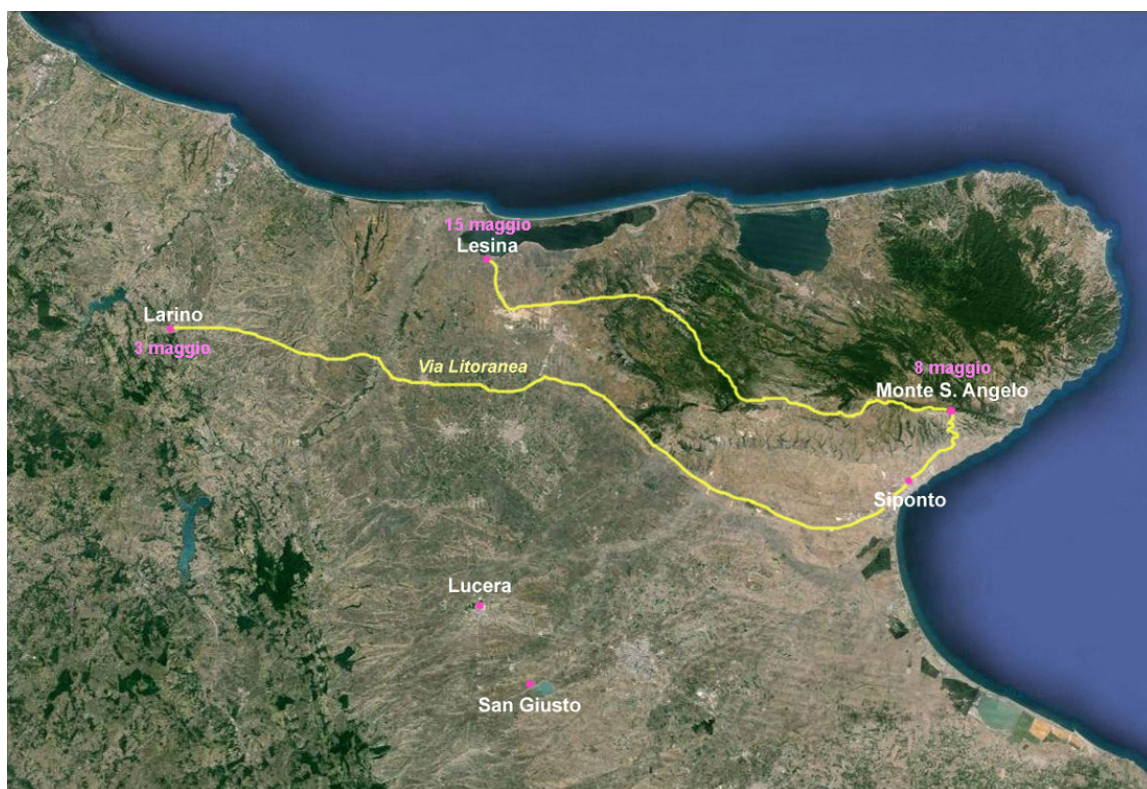 15 maggio
Lesina
Larino
3 maggio
Via Litoranea
8 maggio
Monte S. Angelo
Siponto
Lucera
San Giusto